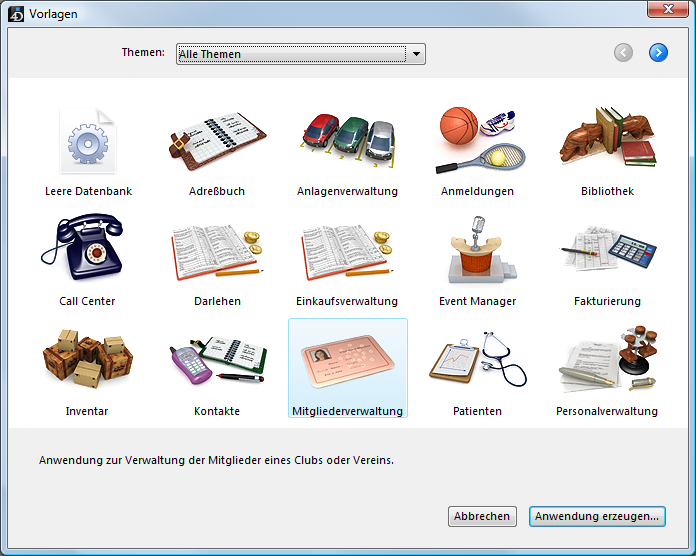 Vorlagen
Themen: Alle Themen
Leere Datenbank Adreßbuch Anlagenverwaltung Anmeldungen Bibliothek
Call Center Darlehen Einkaufsverwaltung Event Manager Fakturierung
Inventar Kontakte Mitgliederverwaltung Patienten Personalverwaltung
Anwendung zur Verwaltung der Mitglieder eines Clubs oder Vereins.
Abbrechen Anwendung erzeugen...